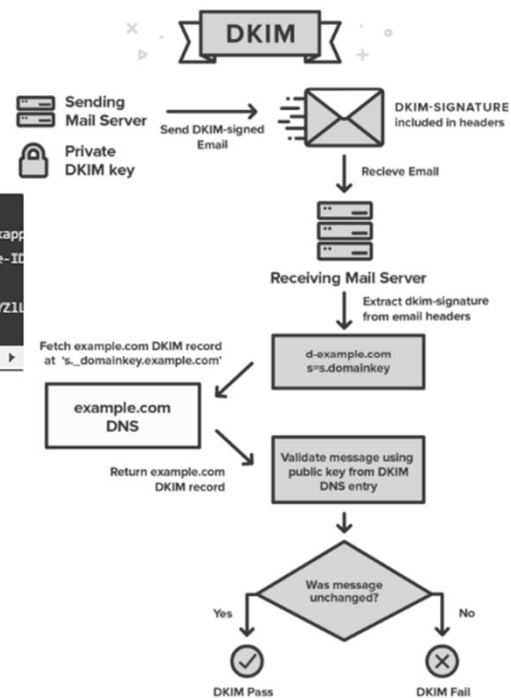 DKIM
Sending
Mail Server
Private
DKIM key
Send DKIM-signed
Email
DKIM-SIGNATURE
included in headers
Recieve Email
Receiving Mail Server
Extract dkim-signature
from email headers
Fetch example.com DKIM record
at 's._domainkey.example.com'
d-example.com
s=s.domainkey
example.com
DNS
Return example.com
DKIM record
Validate message using
public key from DKIM
DNS entry
Was message
unchanged?
Yes
No
DKIM Pass
DKIM Fail